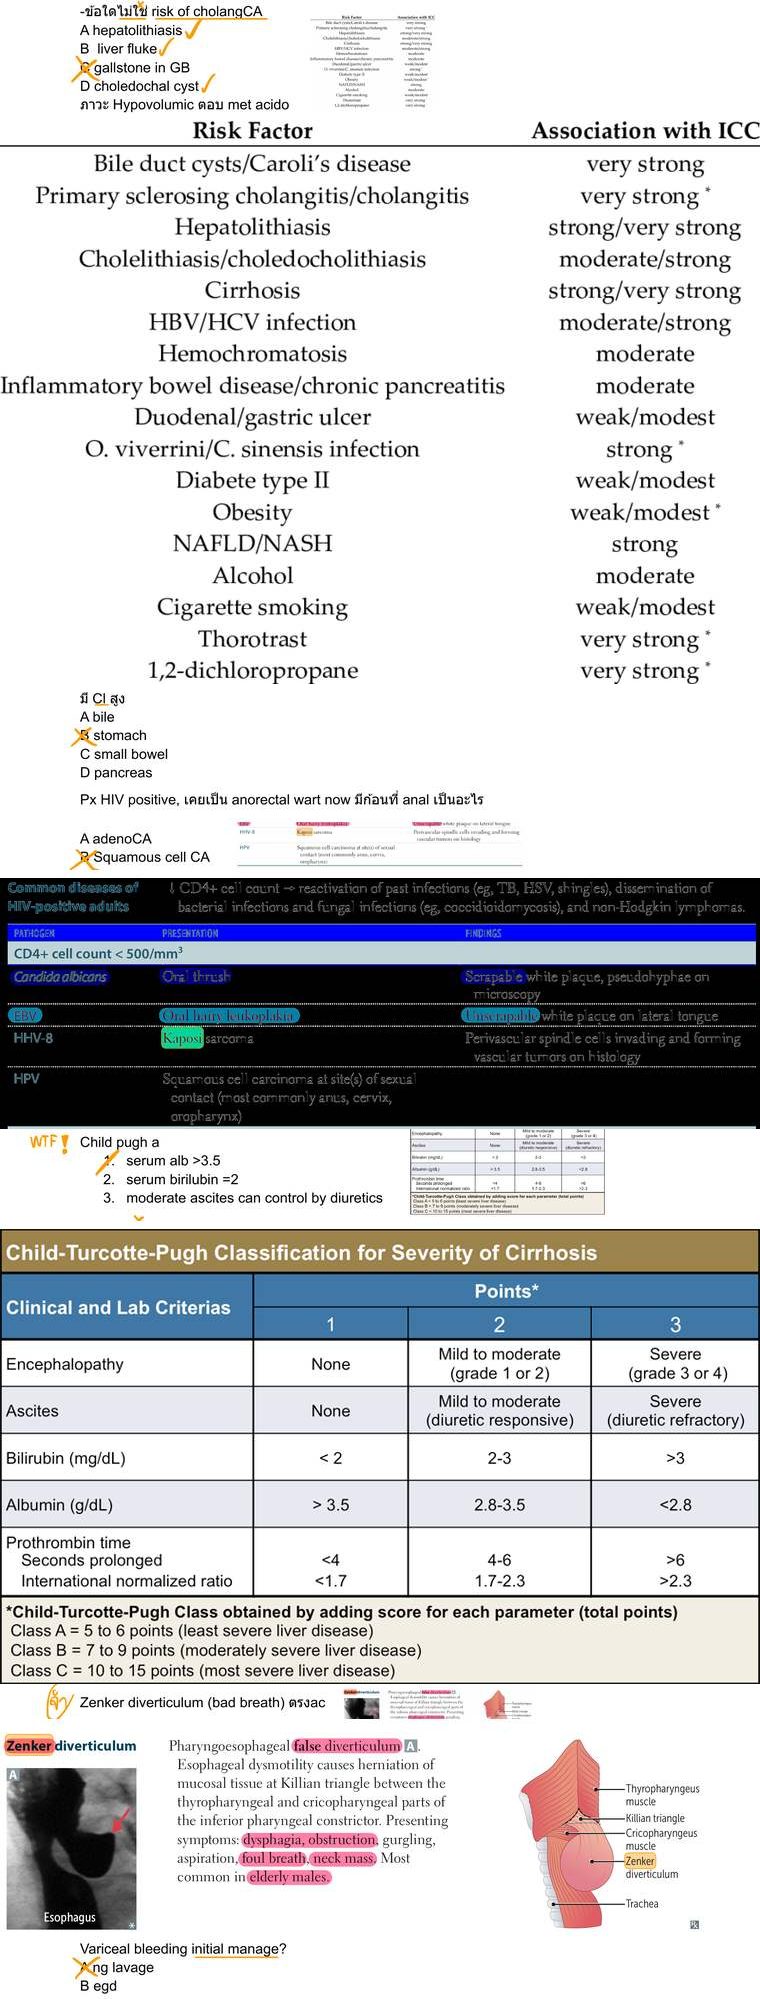 -ข้อใดไม่ใช่ risk of cholangCA
A hepatolithiasis
B liver fluke
C gallstone in GB
D choledochal cyst
ภาวะ Hypovolumic ตอบ met acido
Risk Factor Association with ICC
Bile duct cysts/Caroli's disease very strong
Primary sclerosing cholangitis/cholangitis very strong *
Hepatolithiasis strong/very strong
Cholelithiasis/choledocholithiasis moderate/strong
Cirrhosis strong/very strong
HBV/HCV infection moderate/strong
Hemochromatosis moderate
Inflammatory bowel disease/chronic pancreatitis moderate
Duodenal/gastric ulcer weak/modest
O. viverrini/C. sinensis infection strong *
Diabete type II weak/modest
Obesity weak/modest *
NAFLD/NASH strong
Alcohol moderate
Cigarette smoking weak/modest
Thorotrast very strong *
1,2-dichloropropane very strong *
มี Cl สูง
A bile
B stomach
C small bowel
D pancreas
Px HIV positive, เคยเป็น anorectal wart now มีก้อนที่ anal เป็นอะไร
A adenoCA
B Squamous cell CA
Common diseases of HIV-positive adults
↓ CD4+ cell count → reactivation of past infections (eg, TB, HSV, shingles), dissemination of
bacterial infections and fungal infections (eg, coccidioidomycosis), and non-Hodgkin lymphomas.
PATHOGEN PRESENTATION FINDINGS
CD4+ cell count < 500/mm³
Candida albicans Oral thrush Scrapable white plaque, pseudohyphae on
microscopy
EBV Oral hairy leukoplakia Unscrapable white plaque on lateral tongue
HHV-8 Kaposi sarcoma Perivascular spindle cells invading and forming
vascular tumors on histology
HPV Squamous cell carcinoma at site(s) of sexual
contact (most commonly anus, cervix,
oropharynx)
WTF !
Child pugh a
1. serum alb >3.5
2. serum birilubin =2
3. moderate ascites can control by diuretics
Child-Turcotte-Pugh Classification for Severity of Cirrhosis
Clinical and Lab Criterias Points*
1 2 3
Encephalopathy None Mild to moderate (grade 1 or 2) Severe (grade 3 or 4)
Ascites None Mild to moderate (diuretic responsive) Severe (diuretic refractory)
Bilirubin (mg/dL) < 2 2-3 >3
Albumin (g/dL) > 3.5 2.8-3.5 <2.8
Prothrombin time
Seconds prolonged <4 4-6 >6
International normalized ratio <1.7 1.7-2.3 >2.3
*Child-Turcotte-Pugh Class obtained by adding score for each parameter (total points)
Class A = 5 to 6 points (least severe liver disease)
Class B = 7 to 9 points (moderately severe liver disease)
Class C = 10 to 15 points (most severe liver disease)
Zenker diverticulum (bad breath) ตรงac
Zenker diverticulum
A
Esophagus
Pharyngoesophageal false diverticulum A.
Esophageal dysmotility causes herniation of
mucosal tissue at Killian triangle between the
thyropharyngeal and cricopharyngeal parts of
the inferior pharyngeal constrictor. Presenting
symptoms: dysphagia, obstruction, gurgling,
aspiration, foul breath, neck mass. Most
common in elderly males.
Thyropharyngeus
muscle
Killian triangle
Cricopharyngeus
muscle
Zenker
diverticulum
Trachea
Variceal bleeding initial manage?
A ng lavage
B egd